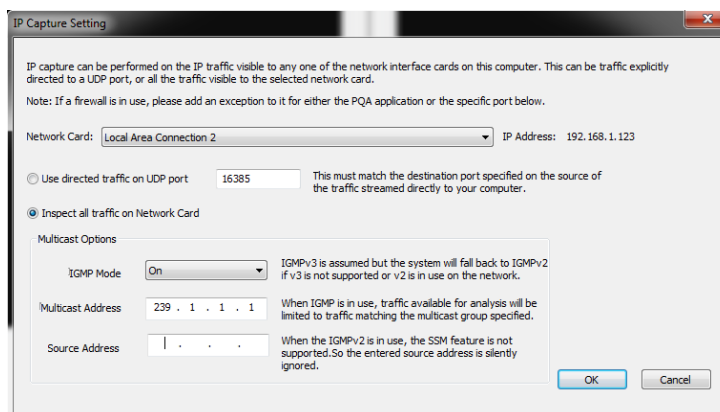 IP Capture Setting
IP capture can be performed on the IP traffic visible to any one of the network interface cards on this computer. This can be traffic explicitly
directed to a UDP port, or all the traffic visible to the selected network card.
Note: If a firewall is in use, please add an exception to it for either the PQA application or the specific port below.
Network Card: Local Area Connection 2 IP Address: 192.168.1.123
Use directed traffic on UDP port 16385 This must match the destination port specified on the source of
the traffic streamed directly to your computer.
Inspect all traffic on Network Card
Multicast Options
IGMP Mode On IGMPv3 is assumed but the system will fall back to IGMPv2
if v3 is not supported or v2 is in use on the network.
Multicast Address 239 . 1 . 1 . 1 When IGMP is in use, traffic available for analysis will be
limited to traffic matching the multicast group specified.
Source Address . . . When the IGMPv2 is in use, the SSM feature is not
supported.So the entered source address is silently
ignored.
OK Cancel